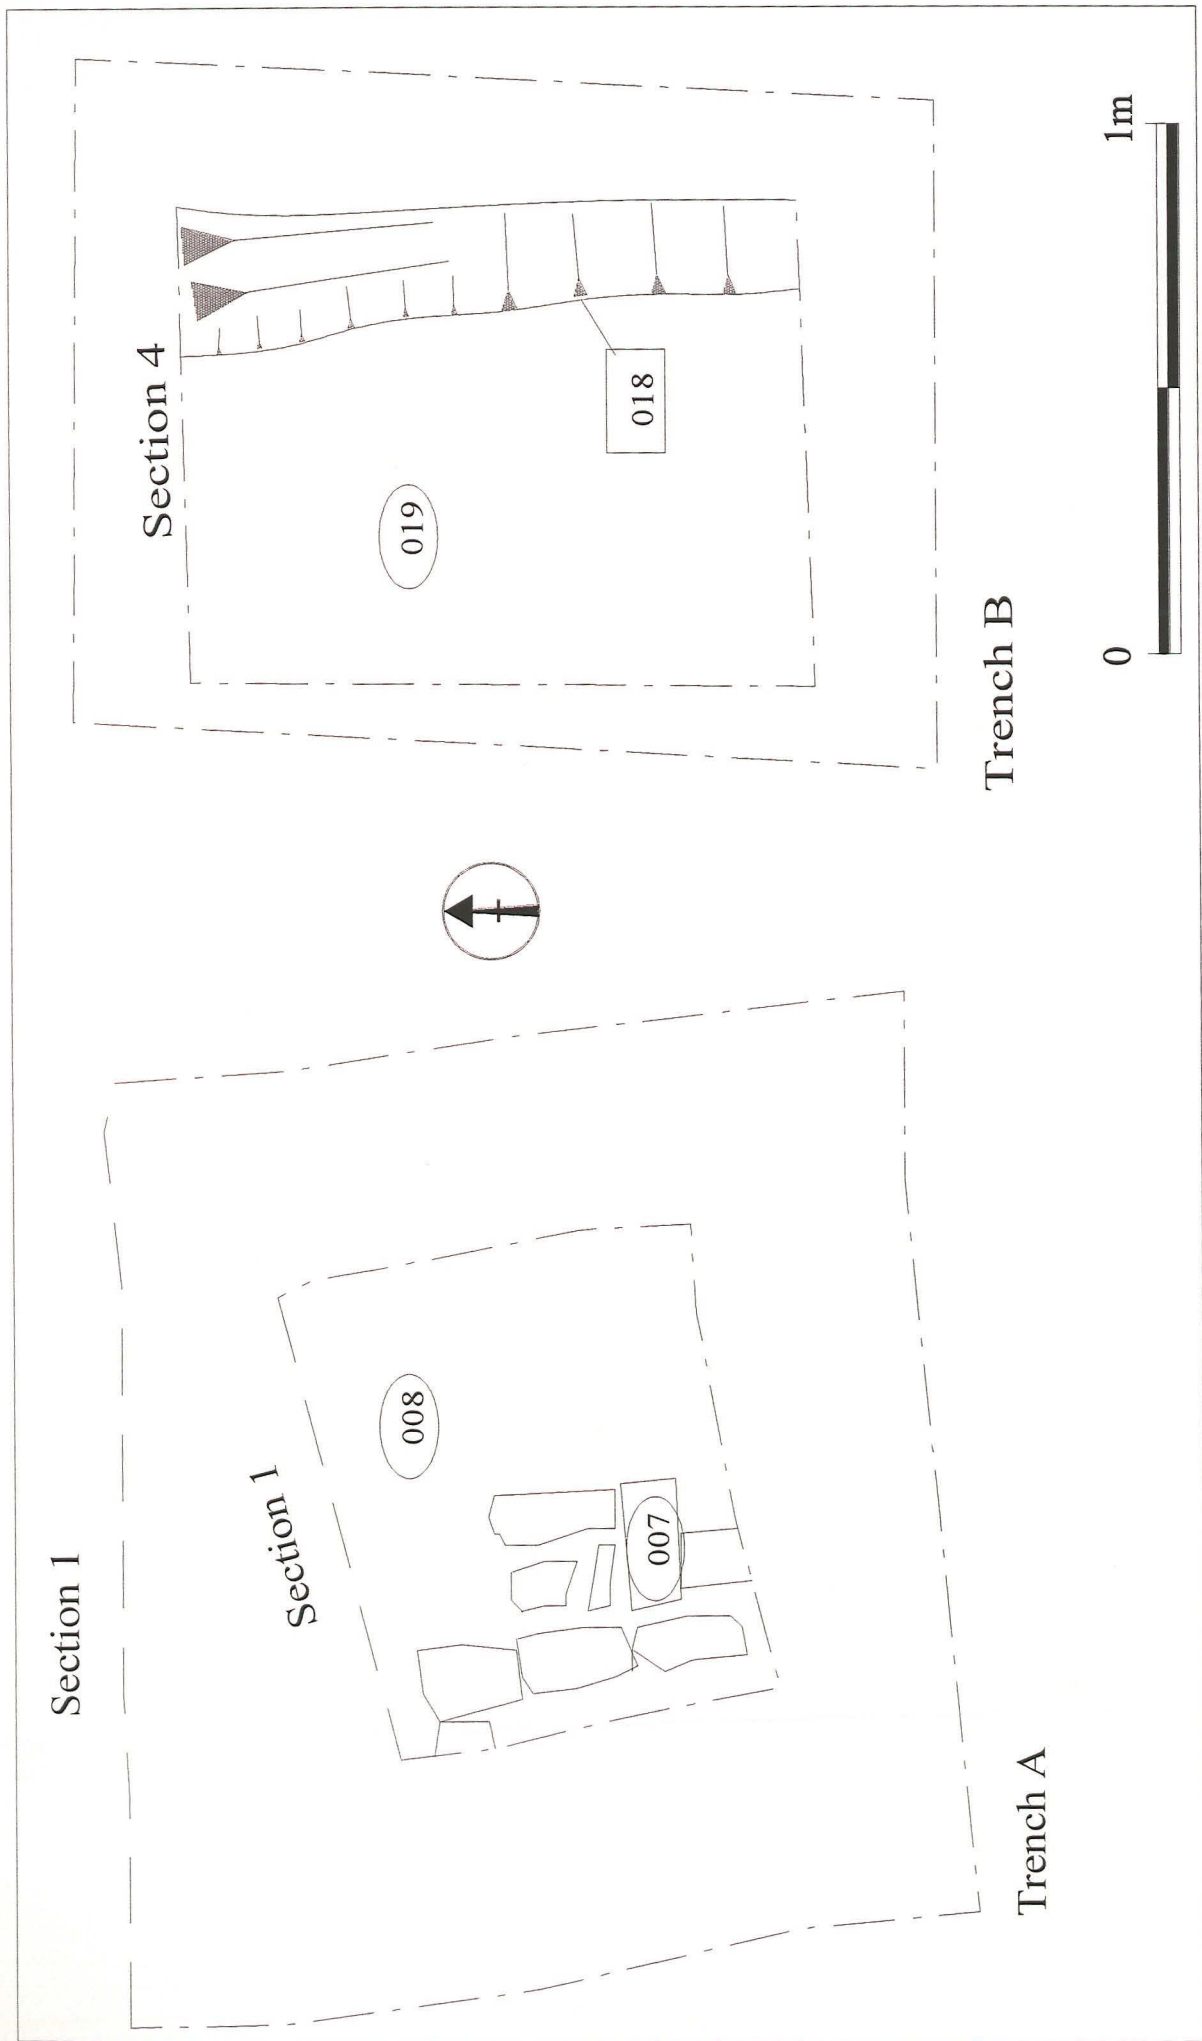 Section 1
Section 1
008
007
Trench A
Section 4
019
018
Trench B
0
1m